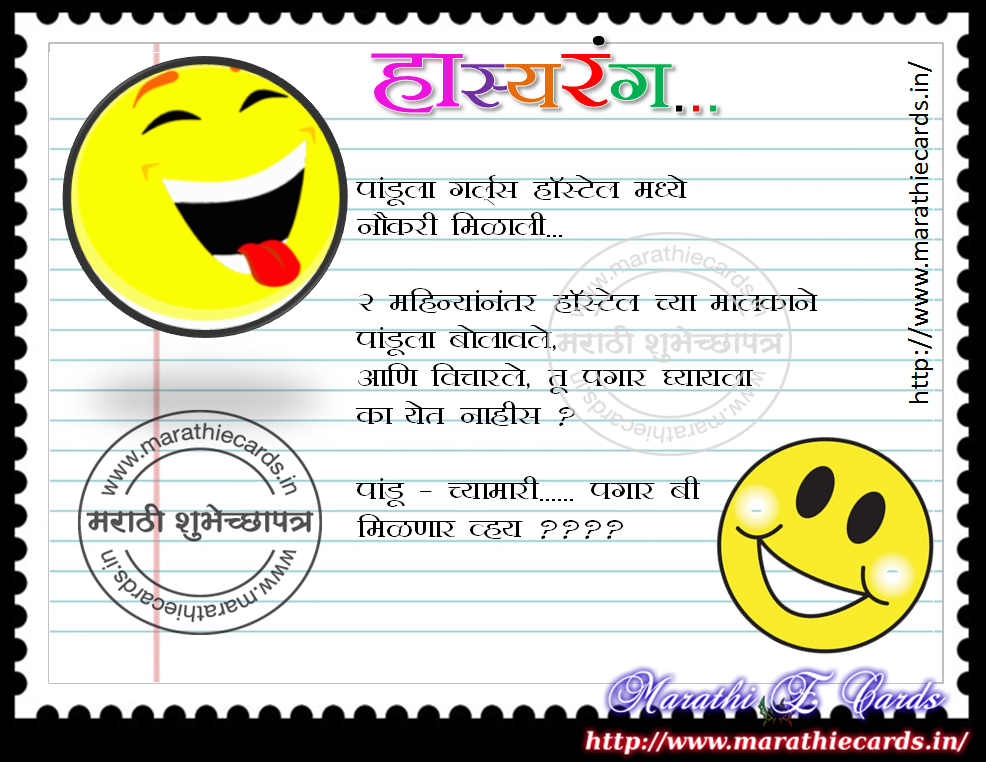 हास्यरंग...
http://www.marathiecards.in/
पांडूला गर्ल्स हॉस्टेल मध्ये
नौकरी मिळाली...
२ महिन्यांनंतर हॉस्टेल च्या मालकाने
पांडूला बोलावले,
आणि विचारले, तू पगार घ्यायला
का येत नाहीस ?
पांडू - च्यामारी...... पगार बी
मिळणार व्हय ????
www.marathiecards.in
मराठी शुभेच्छापत्र
www.marathiecards.in
www.marathiecards.in
मराठी शुभेच्छापत्र
www.marathiecards.in
Marathi E Cards
http://www.marathiecards.in/